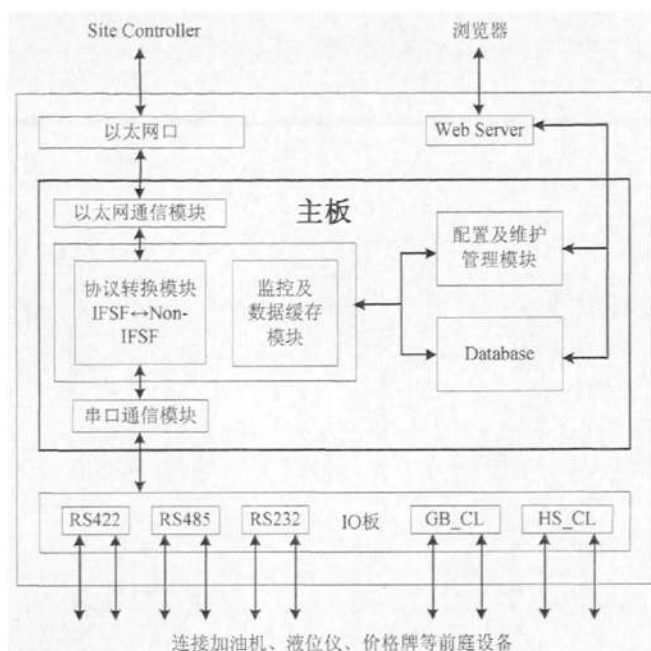 Site Controller
浏览器
以太网口
Web Server
主板
以太网通信模块
协议转换模块
IFSF↔Non-
IFSF
监控及
数据缓存
模块
配置及维护
管理模块
Database
串口通信模块
RS422
RS485
RS232
IO板
GB_CL
HS_CL
连接加油机、液位仪、价格牌等前庭设备